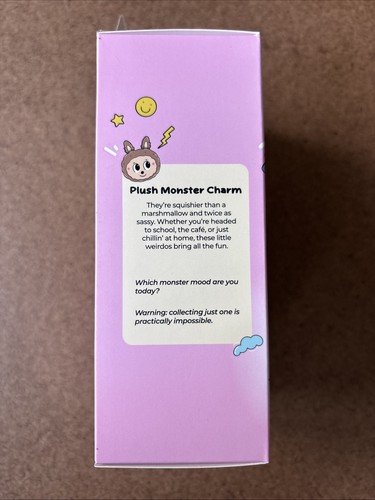 Plush Monster Charm
They're squishier than a
marshmallow and twice as
sassy. Whether you're headed
to school, the café, or just
chillin' at home, these little
weirdos bring all the fun.
Which monster mood are you
today?
Warning: collecting just one is
practically impossible.